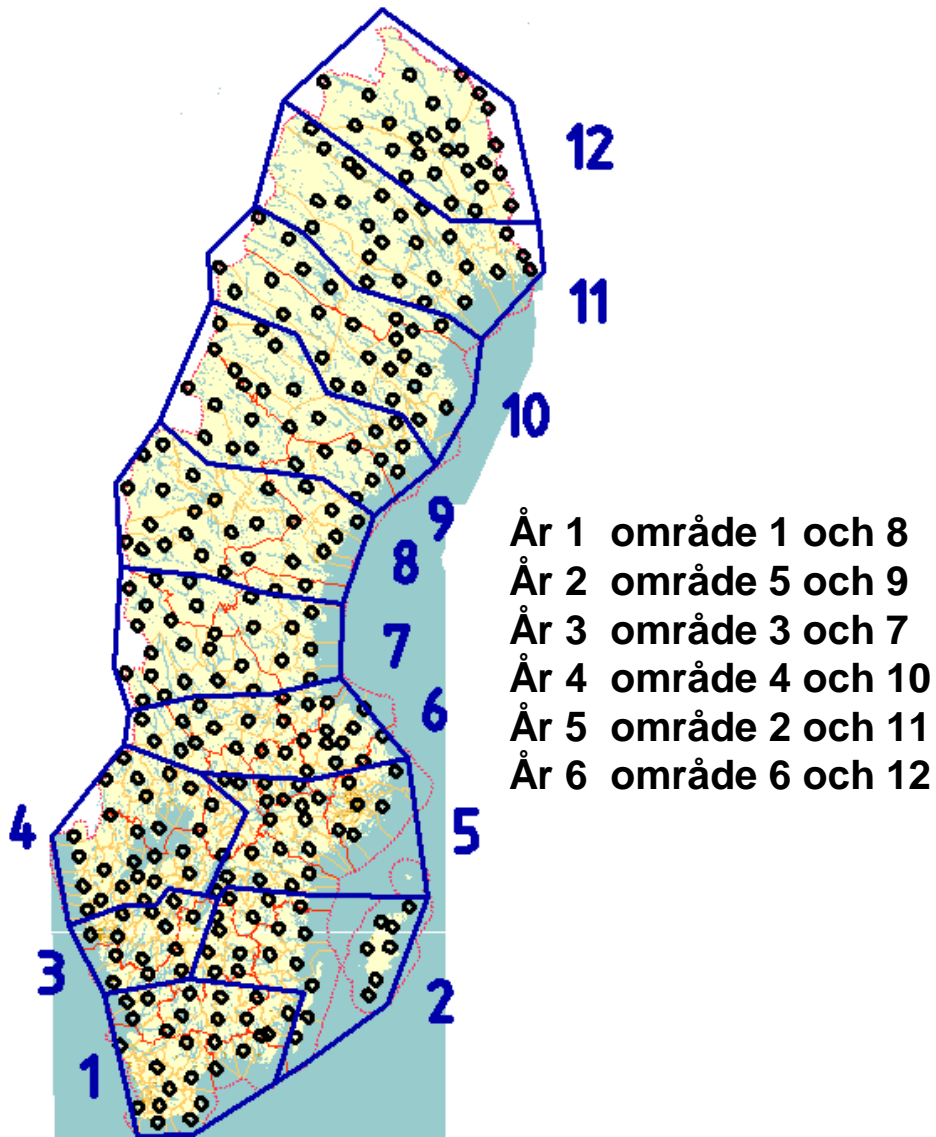 12
11
10
9
8
7
6
5
4
3
2
1
År 1 område 1 och 8
År 2 område 5 och 9
År 3 område 3 och 7
År 4 område 4 och 10
År 5 område 2 och 11
År 6 område 6 och 12